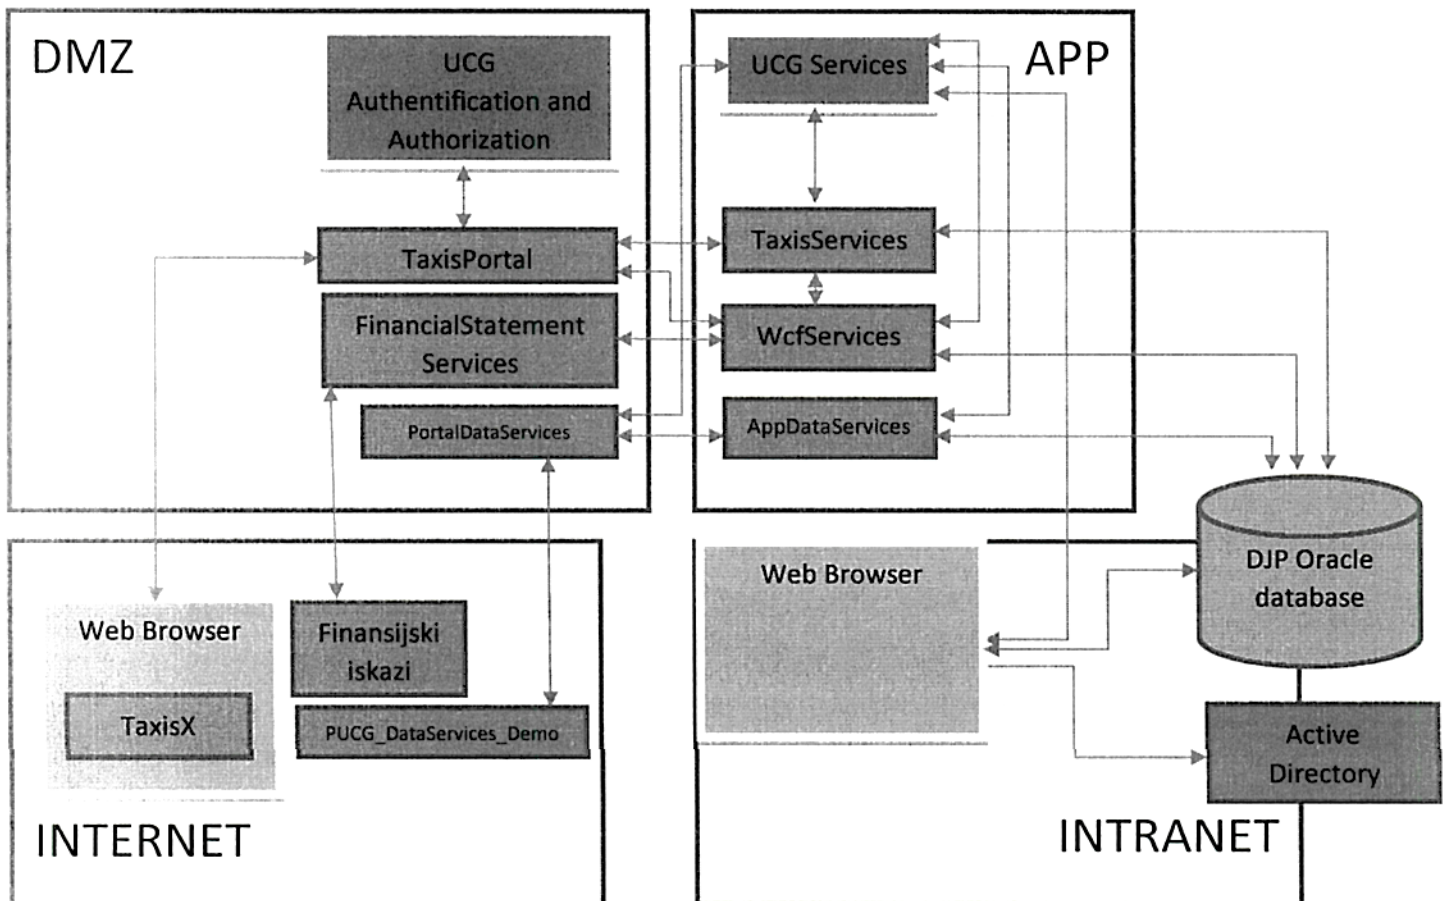 DMZ
UCG
Authentification and
Authorization
TaxisPortal
FinancialStatement
Services
PortalDataServices
APP
UCG Services
TaxisServices
WcfServices
AppDataServices
Web Browser
TaxisX
Finansijski
iskazi
PUCG_DataServices_Demo
INTERNET
Web Browser
DJP Oracle
database
Active
Directory
INTRANET